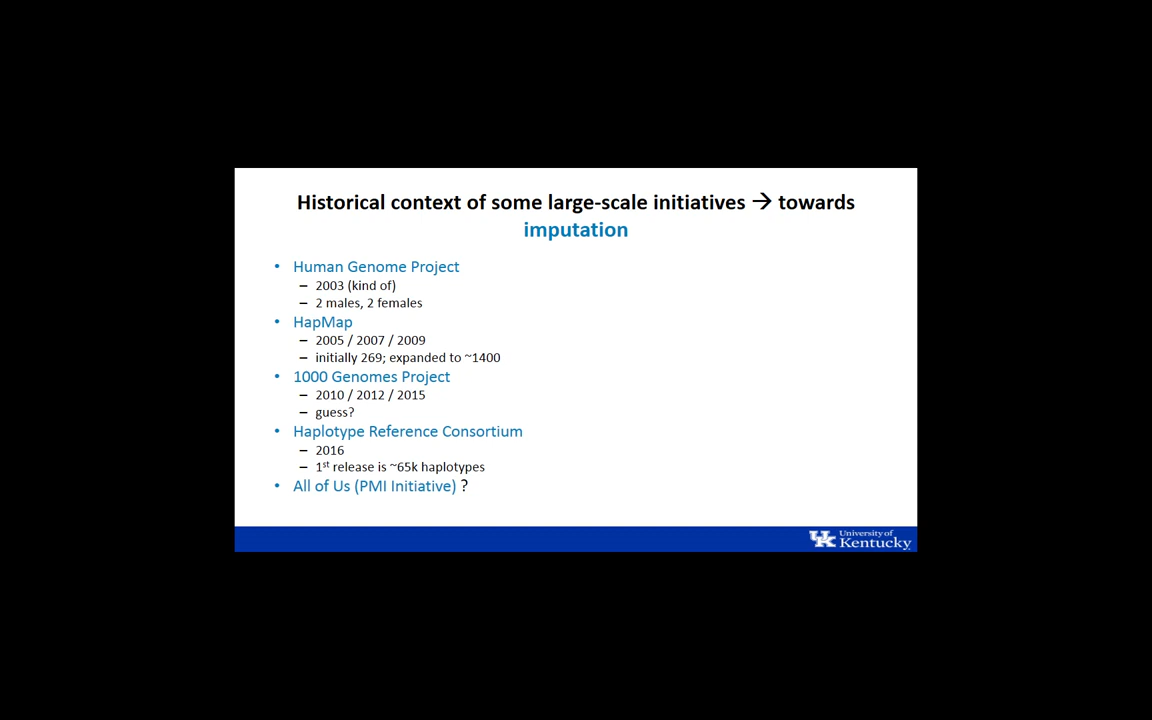 Historical context of some large-scale initiatives → towards
imputation
• Human Genome Project
– 2003 (kind of)
– 2 males, 2 females
• HapMap
– 2005 / 2007 / 2009
– initially 269; expanded to ~1400
• 1000 Genomes Project
– 2010 / 2012 / 2015
– guess?
• Haplotype Reference Consortium
– 2016
– 1st release is ~65k haplotypes
• All of Us (PMI Initiative) ?
UK University of
Kentucky